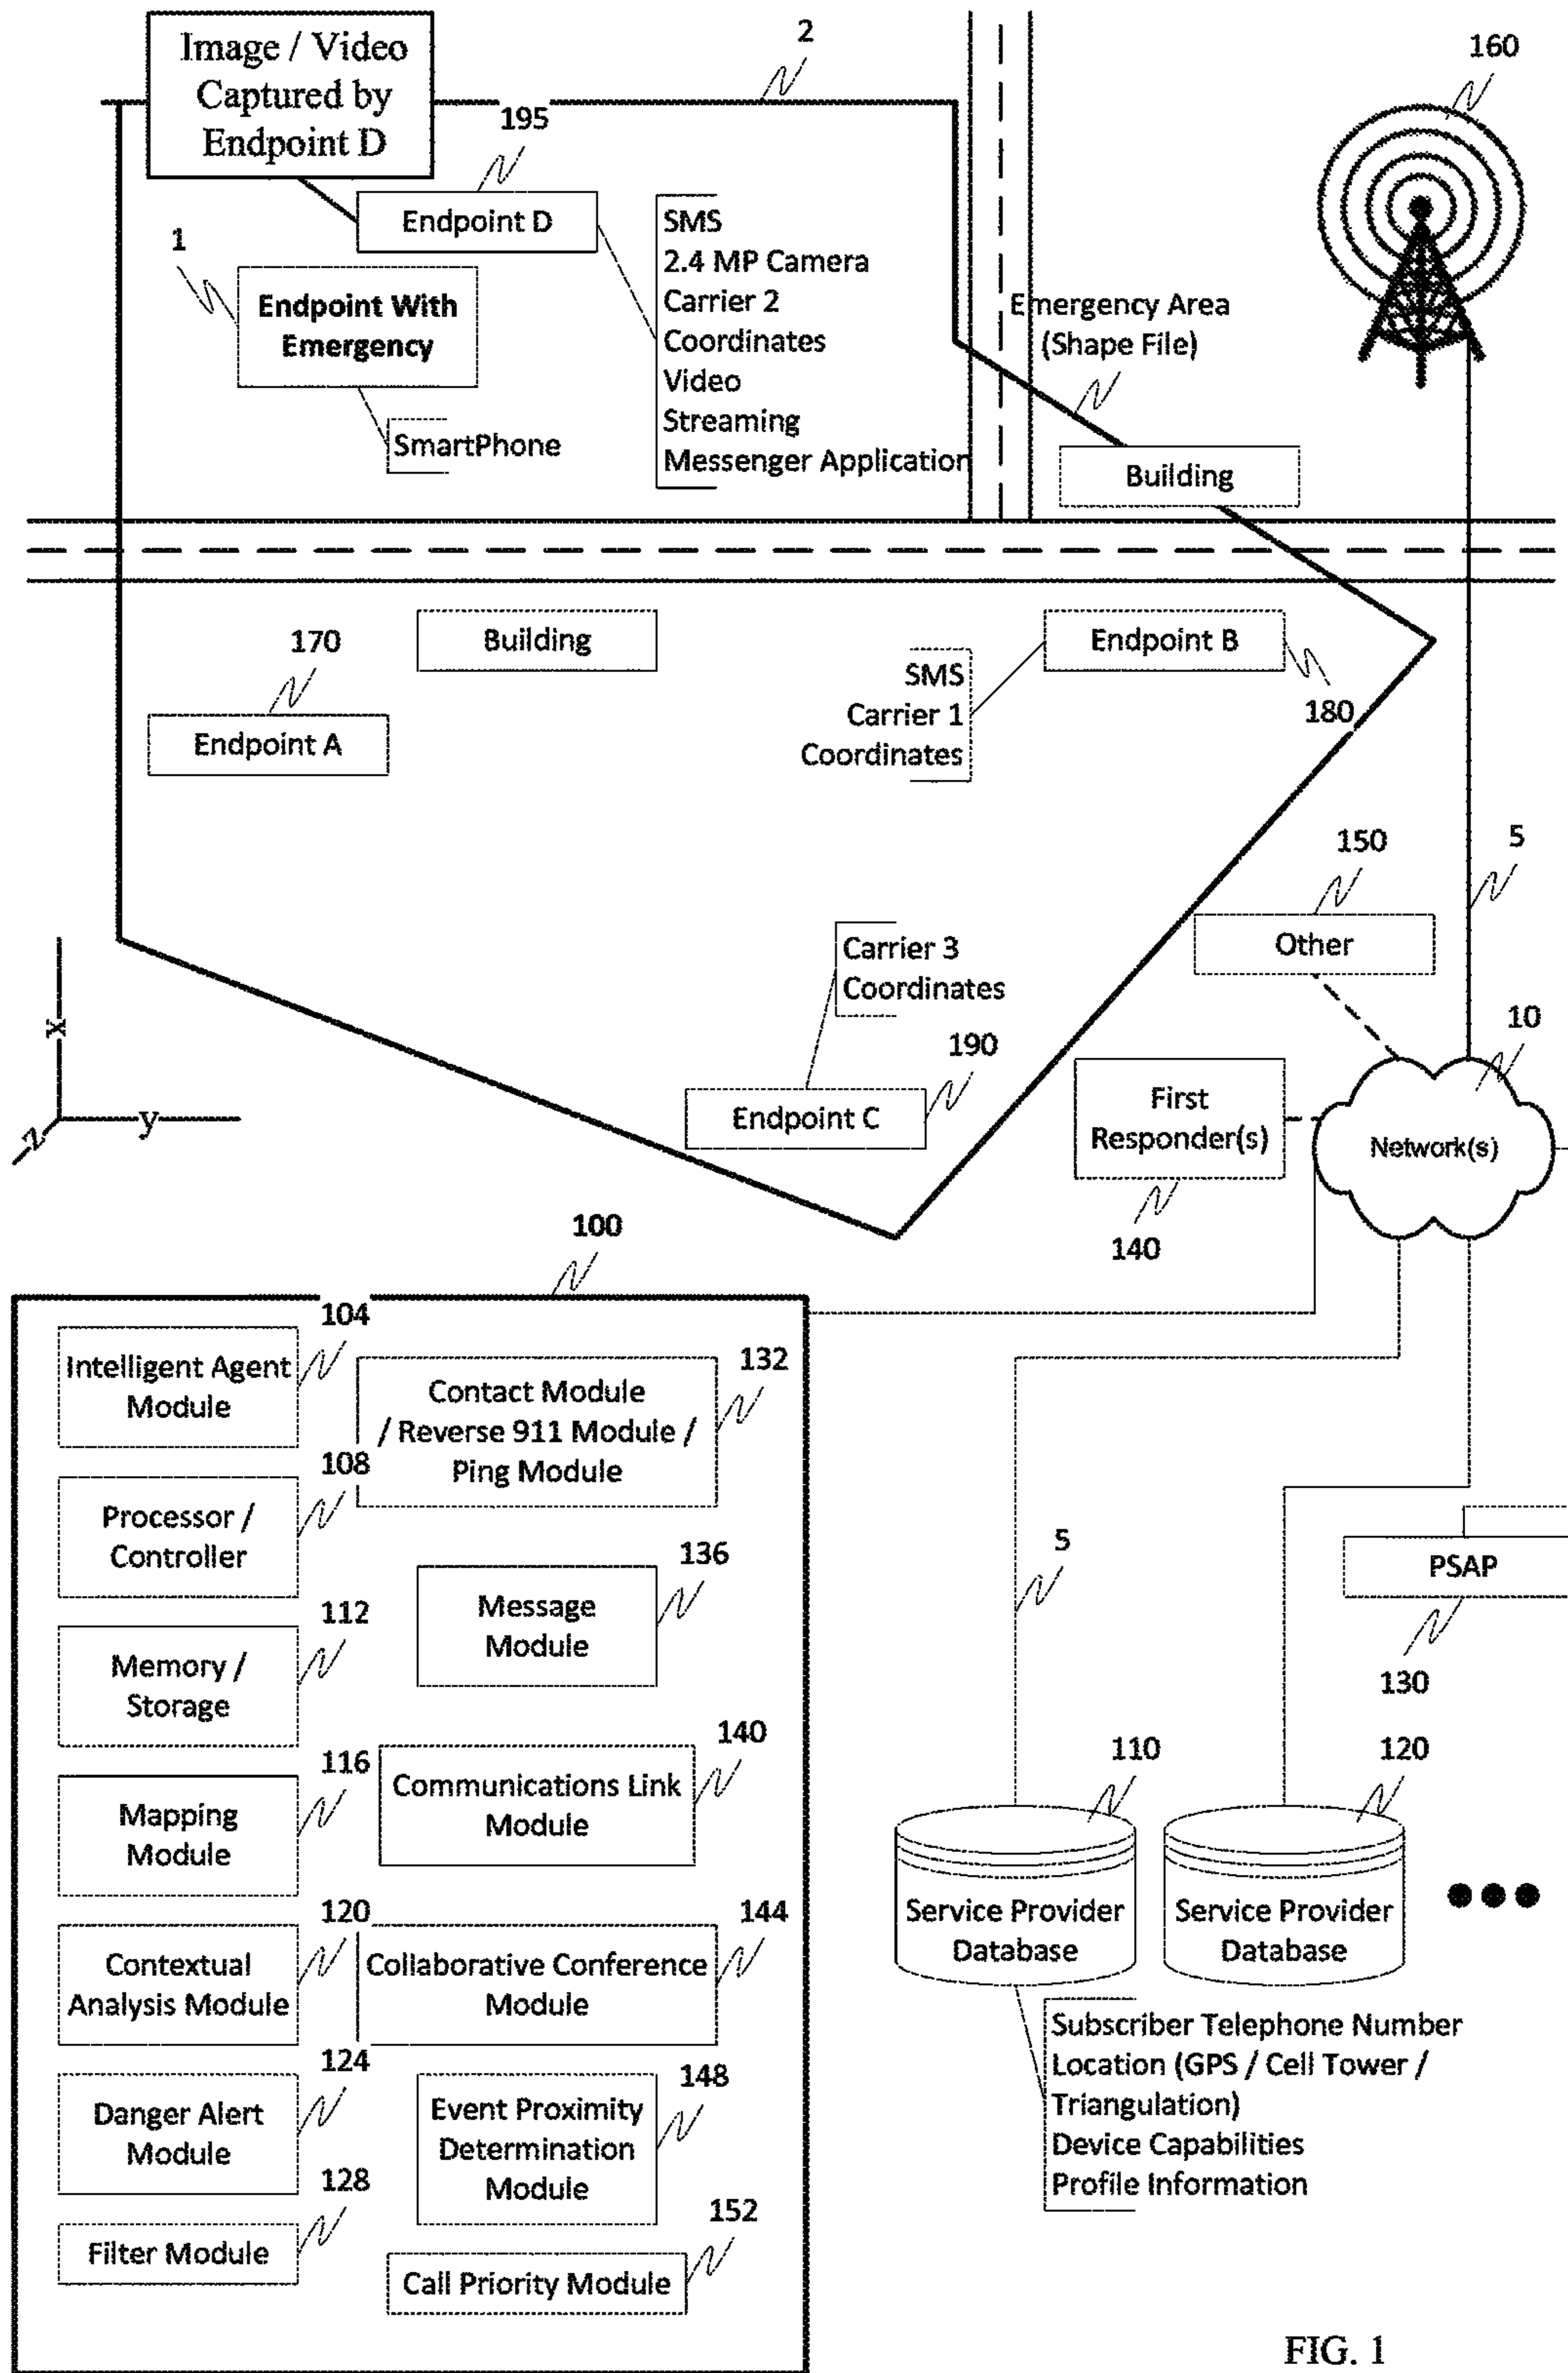 Image / Video
Captured by
Endpoint D
2
160
195
Endpoint D
1
Endpoint With
Emergency
SmartPhone
SMS
2.4 MP Camera
Carrier 2
Coordinates
Video
Streaming
Messenger Application
Emergency Area
(Shape File)
Building
170
Building
Endpoint A
Endpoint B
180
SMS
Carrier 1
Coordinates
150
5
Other
Carrier 3
Coordinates
190
Endpoint C
10
First
Responder(s)
140
Network(s)
x
y
z
100
104
Intelligent Agent
Module
132
Contact Module
/ Reverse 911 Module /
Ping Module
108
Processor /
Controller
136
Message
Module
112
Memory /
Storage
116
Mapping
Module
140
Communications Link
Module
120
Contextual
Analysis Module
144
Collaborative Conference
Module
124
Danger Alert
Module
148
Event Proximity
Determination
Module
128
Filter Module
152
Call Priority Module
5
PSAP
130
110
Service Provider
Database
120
Service Provider
Database
Subscriber Telephone Number
Location (GPS / Cell Tower /
Triangulation)
Device Capabilities
Profile Information
FIG. 1